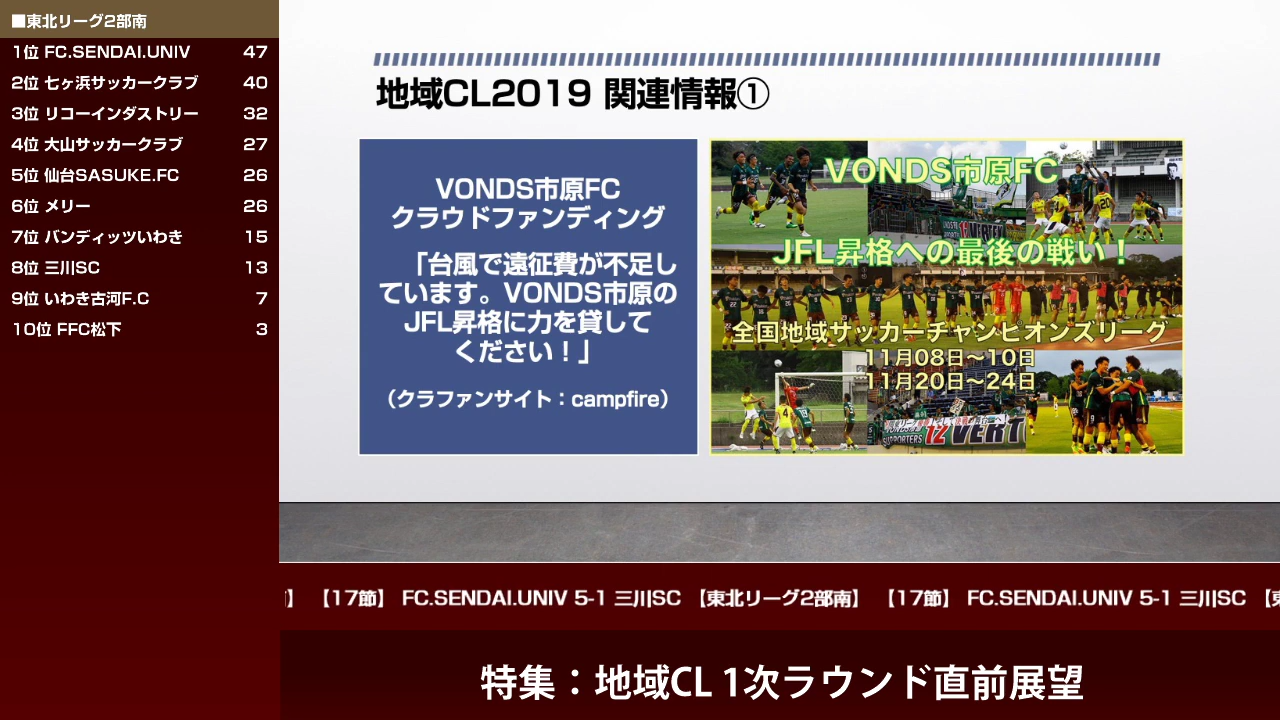 ■東北リーグ2部南
1位 FC.SENDAI.UNIV 47
2位 七ヶ浜サッカークラブ 40
3位 リコーインダストリー 32
4位 大山サッカークラブ 27
5位 仙台SASUKE.FC 26
6位 メリー 26
7位 バンディッツいわき 15
8位 三川SC 13
9位 いわき古河F.C 7
10位 FFC松下 3
地域CL2019 関連情報①
VONDS市原FC
クラウドファンディング
「台風で遠征費が不足し
ています。VONDS市原の
JFL昇格に力を貸して
ください！」
（クラファンサイト：campfire）
VONDS市原FC
JFL昇格への最後の戦い！
全国地域サッカーチャンピオンズリーグ
11月08日〜10日
11月20日〜24日
SUPPORTERS 12 VERT
】 【17節】 FC.SENDAI.UNIV 5-1 三川SC 【東北リーグ2部南】 【17節】 FC.SENDAI.UNIV 5-1 三川SC 【東
特集：地域CL 1次ラウンド直前展望